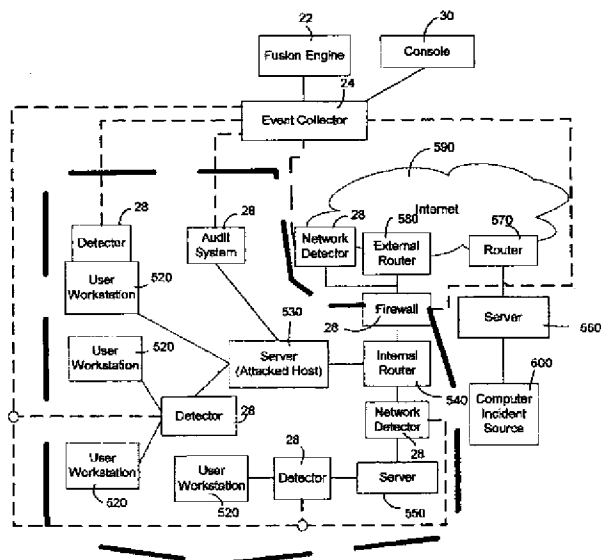 22
30
Fusion Engine
Console
24
Event Collector
590
Internet
28
Detector
User
Workstation
520
28
Audit
System
28
Network
Detector
580
External
Router
570
Router
28
Firewall
Server
560
530
Server
(Attacked Host)
Internal
Router
540
600
Computer
Incident
Source
User
Workstation
520
Detector
28
Network
Detector
28
User
Workstation
520
User
Workstation
520
28
Detector
Server
550